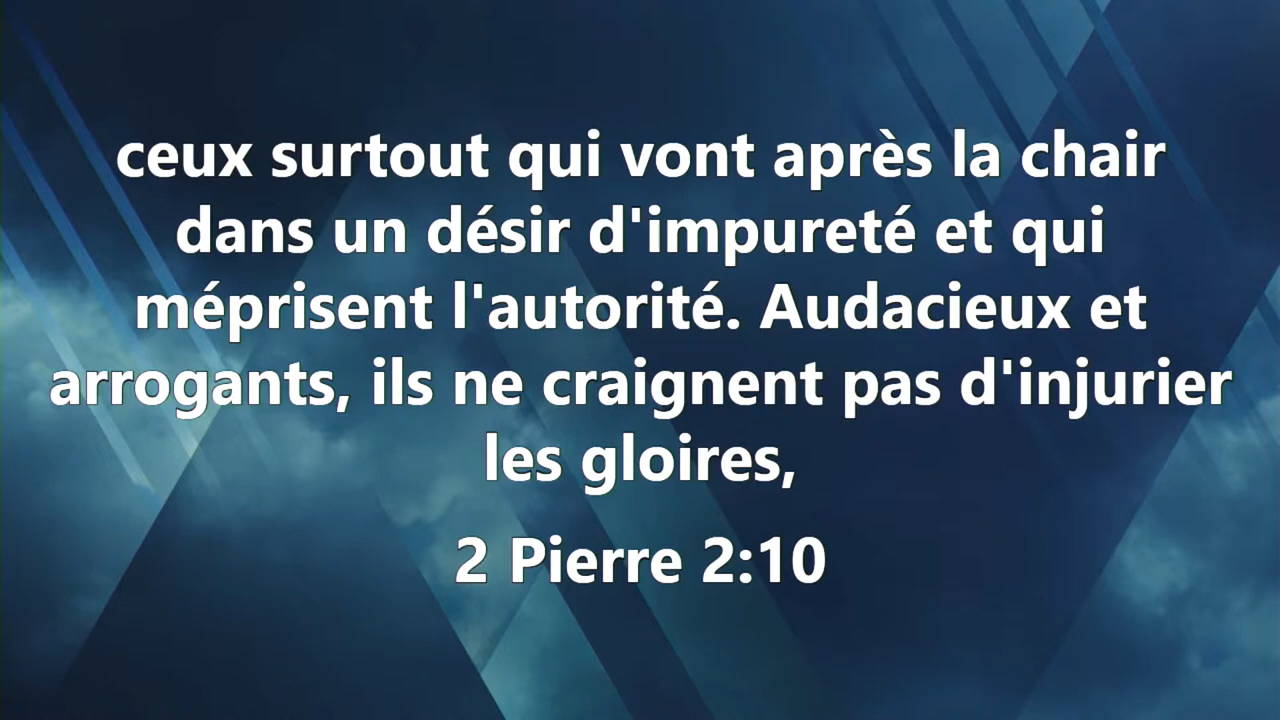 ceux surtout qui vont après la chair
dans un désir d'impureté et qui
méprisent l'autorité. Audacieux et
arrogants, ils ne craignent pas d'injurier
les gloires,
2 Pierre 2:10